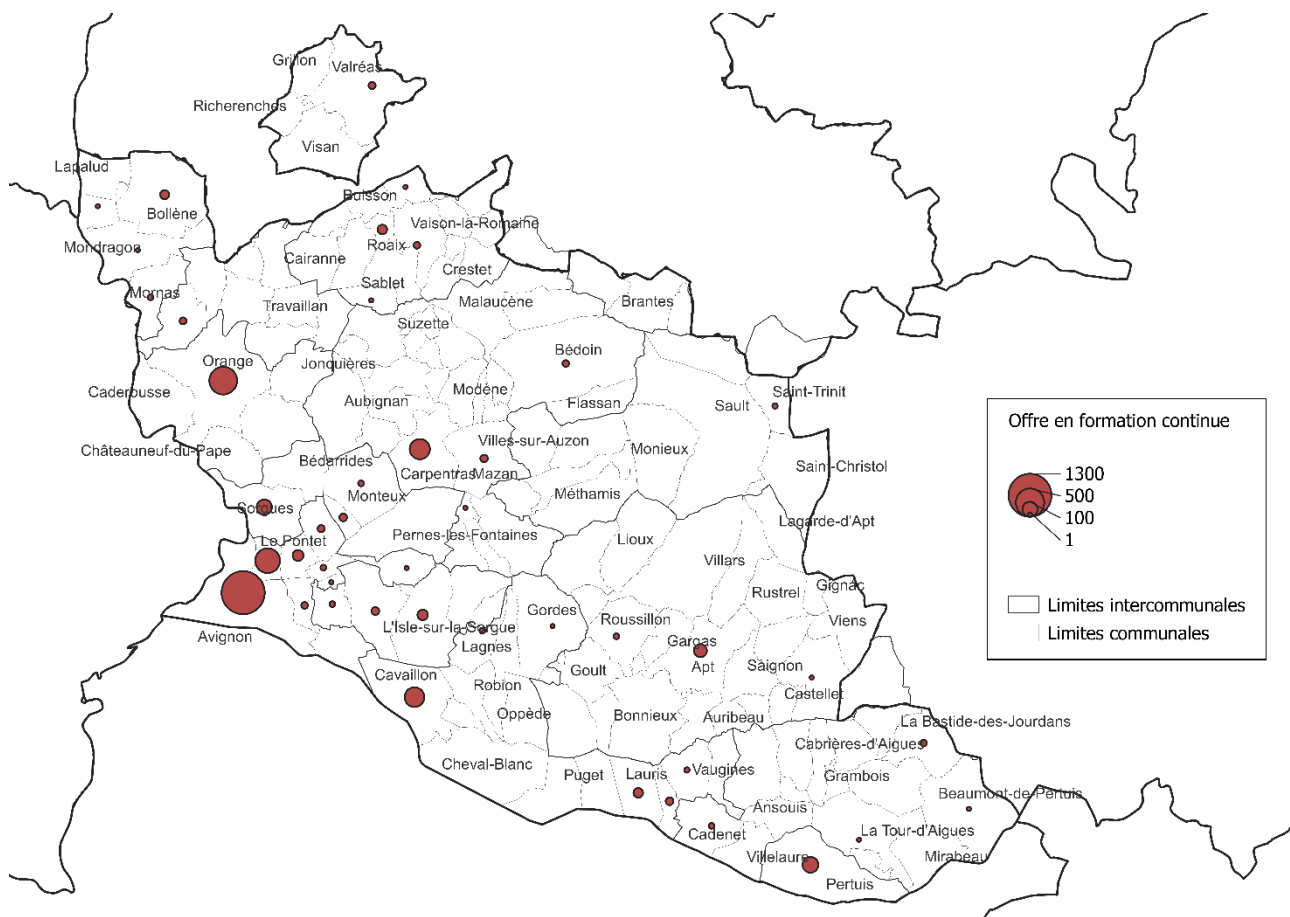 Grillon
Valréas
Richerenches
Visan
Lapalud
Bollène
Buisson
Vaison-la-Romaine
Mondragon
Roaix
Cairanne
Crestet
Mornas
Sablet
Travaillan
Malaucène
Brantes
Suzette
Orange
Jonquières
Bédoin
Caderousse
Modène
Saint-Trinit
Aubignan
Flassan
Sault
Châteauneuf-du-Pape
Villes-sur-Auzon
Monieux
Bédarrides
Carpentras
Mazan
Saint-Christol
Monteux
Méthamis
Sorgues
Lagarde-d'Apt
Pernes-les-Fontaines
Le Pontet
Lioux
Villars
Gignac
Rustrel
Gordes
Roussillon
Viens
L'Isle-sur-la-Sorgue
Avignon
Lagnes
Gargas
Goult
Apt
Saignon
Cavaillon
Robion
Castellet
Oppède
Bonnieux
Auribeau
La Bastide-des-Jourdans
Cabrières-d'Aigues
Cheval-Blanc
Puget
Lauris
Vaugines
Grambois
Beaumont-de-Pertuis
Ansouis
Cadenet
La Tour-d'Aigues
Villelaure
Mirabeau
Pertuis
Offre en formation continue
1300
500
100
1
Limites intercommunales
Limites communales